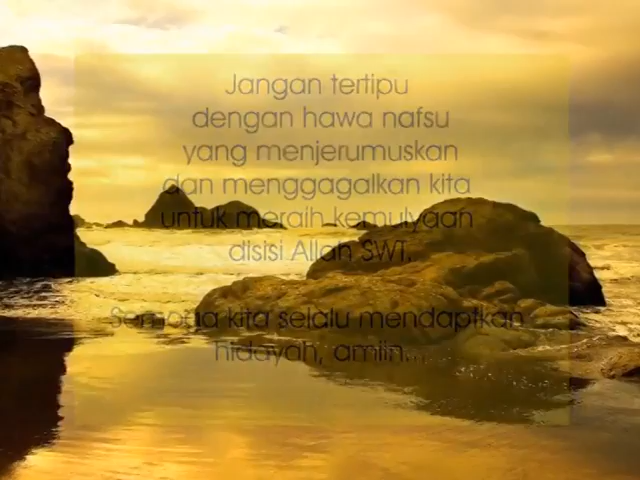 Jangan tertipu
dengan hawa nafsu
yang menjerumuskan
dan menggagalkan kita
untuk meraih kemulyaan
disisi Allah SWT,
Semoga kita selalu mendaptkan
hidayah, amiin...